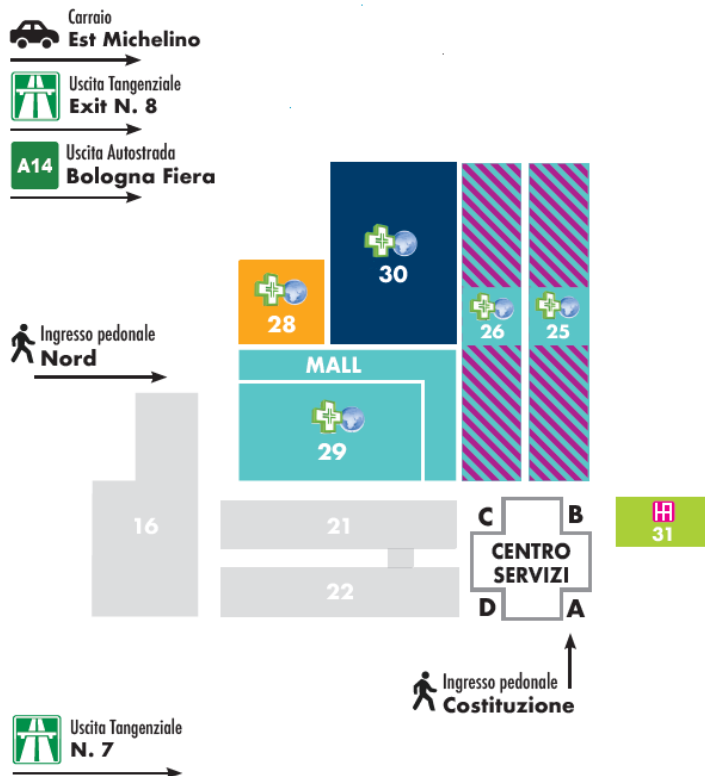 Carraio
Est Michelino
Uscita Tangenziale
Exit N. 8
A14
Uscita Autostrada
Bologna Fiera
30
28
26
25
Ingresso pedonale
Nord
MALL
29
16
21
22
C
B
CENTRO
SERVIZI
D
A
HA
31
Ingresso pedonale
Costituzione
Uscita Tangenziale
N. 7